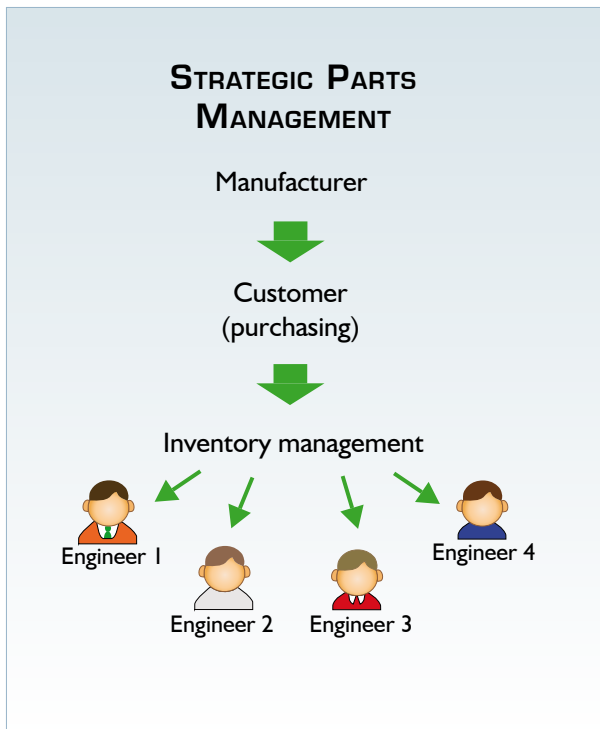 STRATEGIC PARTS
MANAGEMENT
Manufacturer
Customer
(purchasing)
Inventory management
Engineer 1
Engineer 4
Engineer 2
Engineer 3